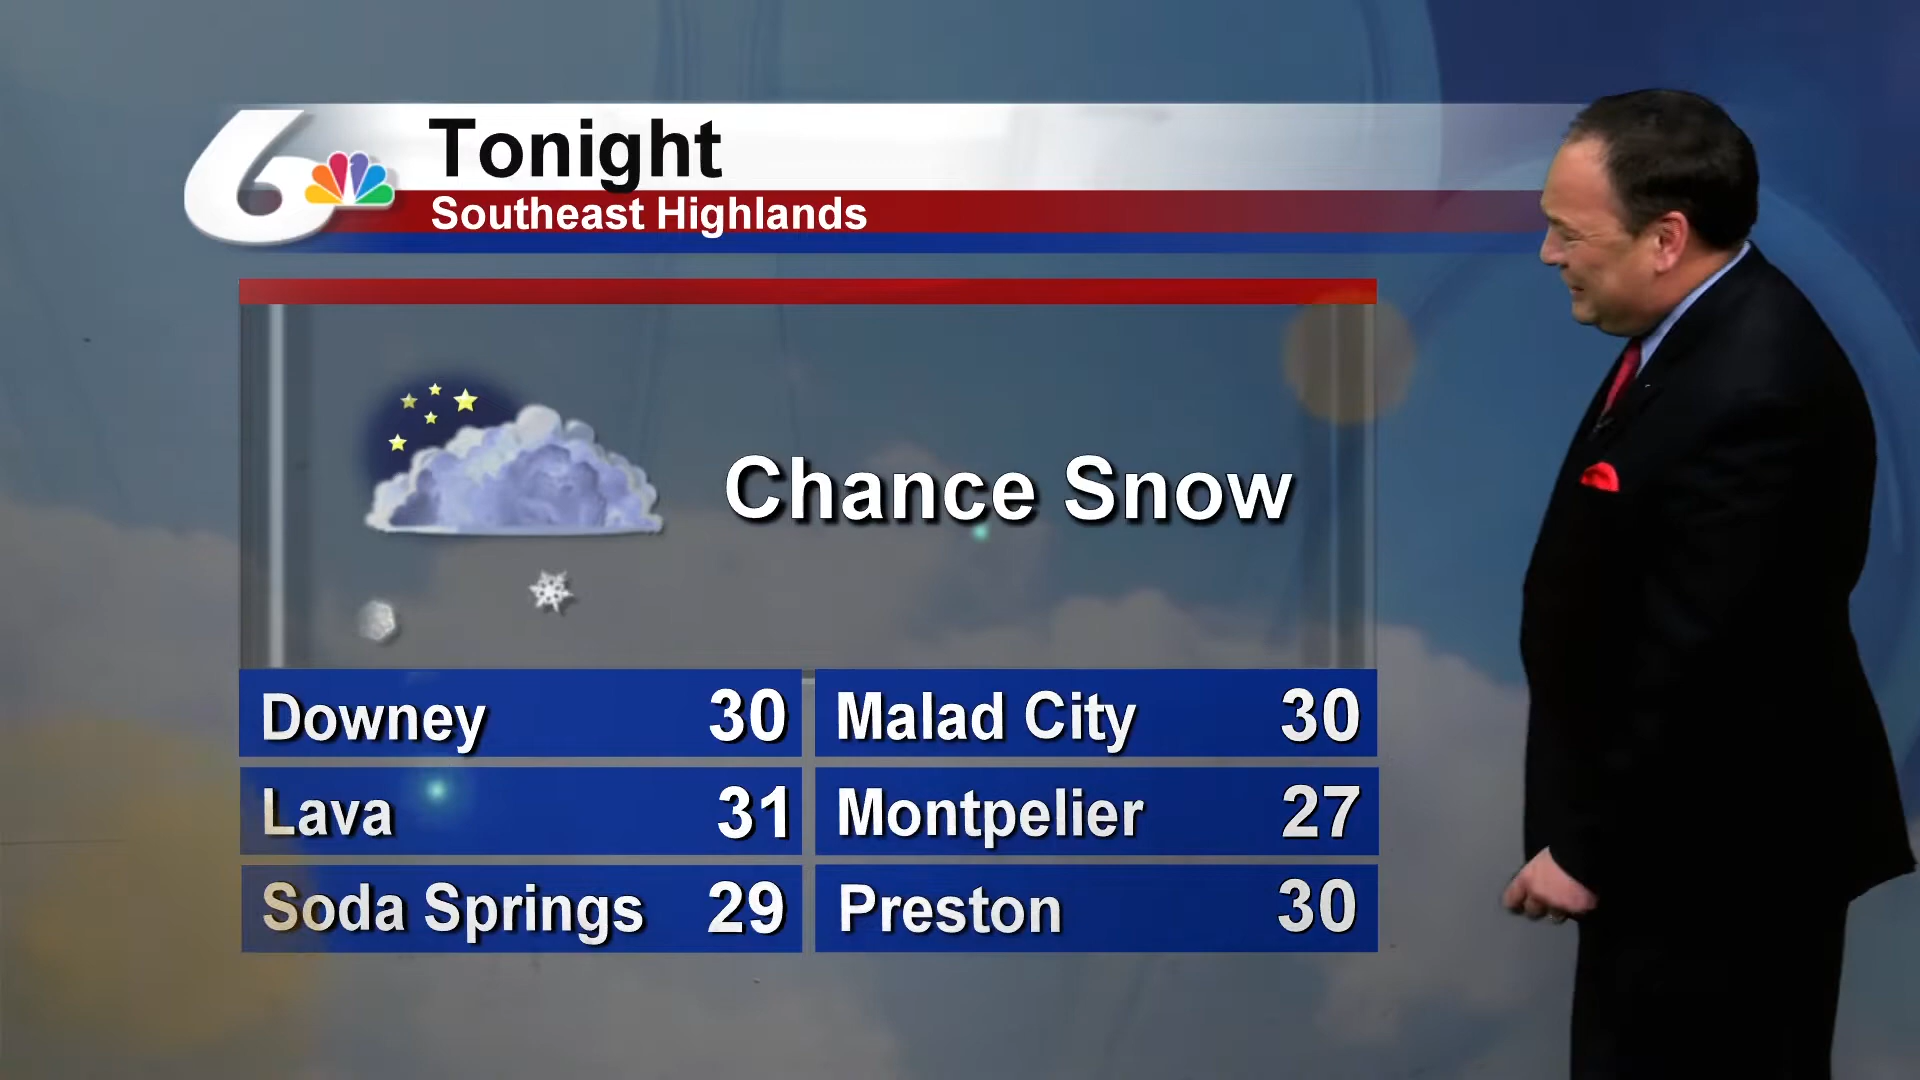 6
Tonight
Southeast Highlands
Chance Snow
Downey 30
Malad City 30
Lava 31
Montpelier 27
Soda Springs 29
Preston 30